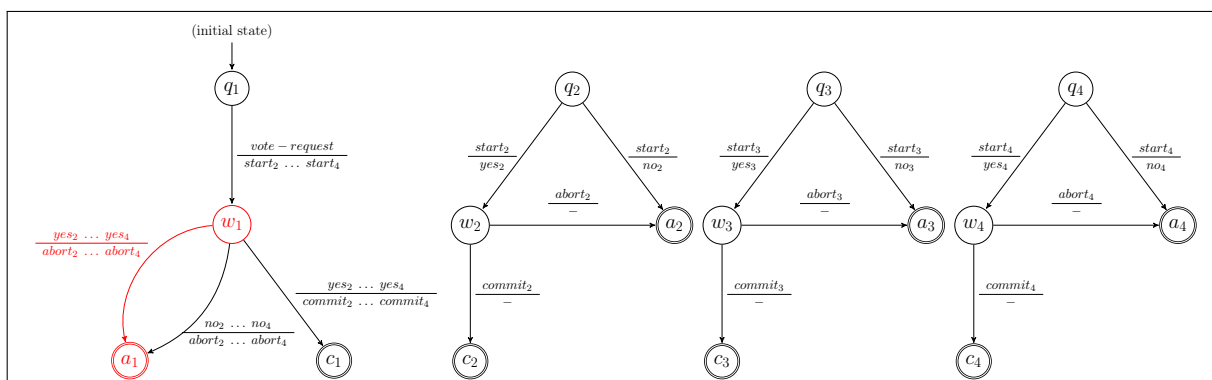 (initial state)
q₁
q₂
q₃
q₄
vote − request
start₂ … start₄
start₂
yes₂
start₂
no₂
start₃
yes₃
start₃
no₃
start₄
yes₄
start₄
no₄
w₁
w₂
abort₂
−
a₂
w₃
abort₃
−
a₃
w₄
abort₄
−
a₄
yes₂ … yes₄
abort₂ … abort₄
yes₂ … yes₄
commit₂ … commit₄
commit₂
−
commit₃
−
commit₄
−
no₂ … no₄
abort₂ … abort₄
a₁
c₁
c₂
c₃
c₄